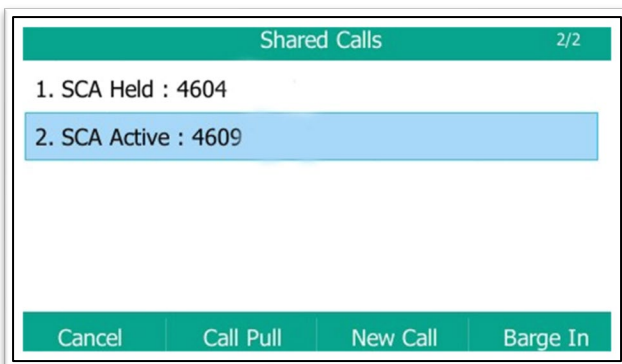 Shared Calls 2/2
1. SCA Held : 4604
2. SCA Active : 4609
Cancel Call Pull New Call Barge In